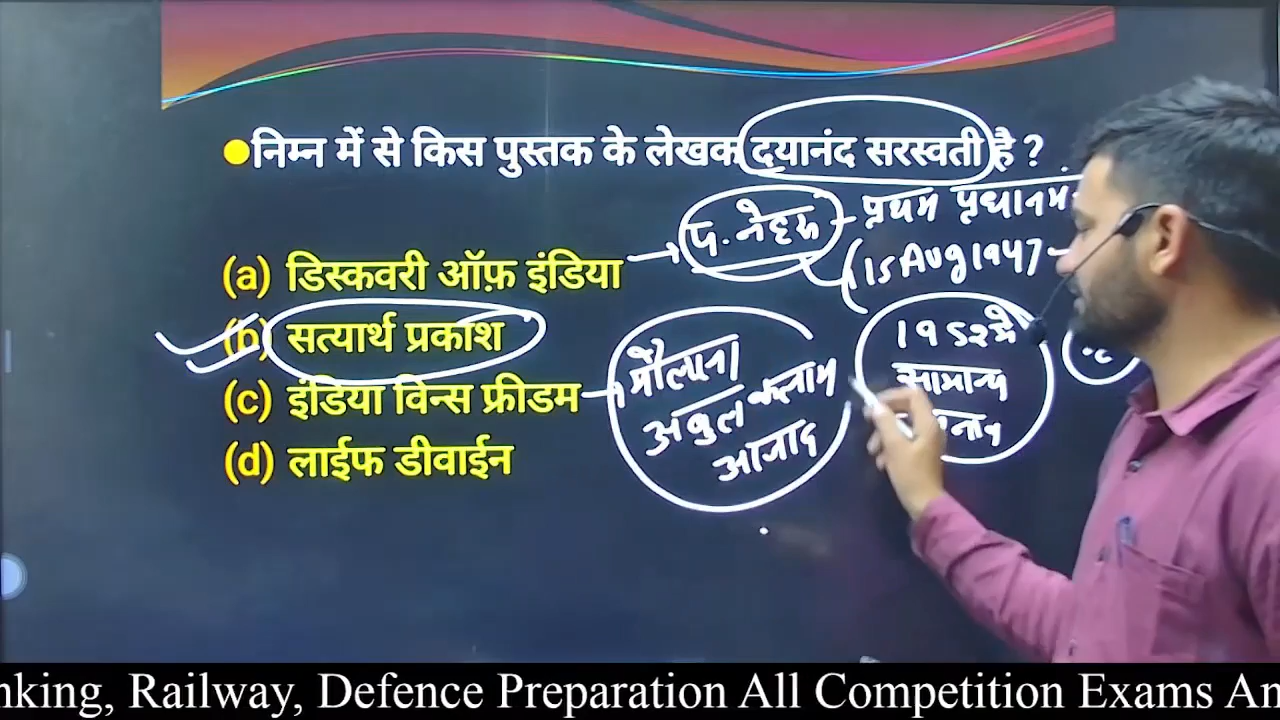 निम्न में से किस पुस्तक के लेखक दयानंद सरस्वती है ?
(a) डिस्कवरी ऑफ़ इंडिया
पं. नेहरू - प्रथम प्रधानमं
(15 Aug 1947 -
(b) सत्यार्थ प्रकाश
(c) इंडिया विन्स फ्रीडम
मौलाना
अबुल कलाम
आजाद
1952 में
सामान्य
(d) लाईफ डीवाईन
nking, Railway, Defence Preparation All Competition Exams An